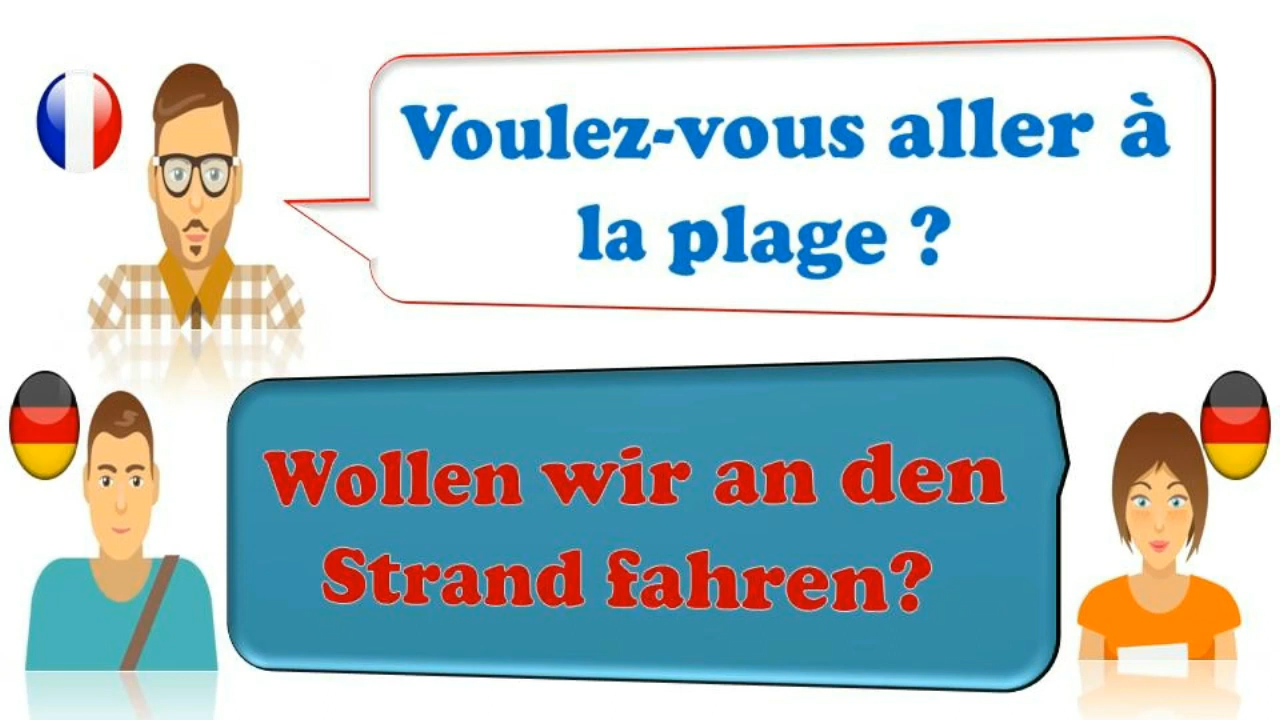 Voulez-vous aller à
la plage ?
Wollen wir an den
Strand fahren?